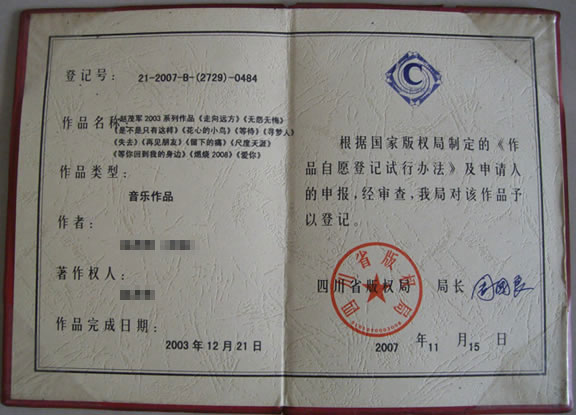 登记号： 21-2007-B-(2729)-0484
作品名称：赵茂军2003系列作品《走向远方》《无怨无悔》
《是不是只有这样》《花心的小鸟》《等待》《寻梦人》
《失去》《再见朋友》《留下的痛》《尺度天涯》
《等你回到我的身边》《燃烧2008》《爱你》
作品类型：
音乐作品
作者：
著作权人：
作品完成日期：
2003年12月21日
C
根据国家版权局制定的《作
品自愿登记试行办法》及申请人
的申报，经审查，我局对该作品予
以登记。
四川省版权局 局长
四川省版权局
2007 年 11 月 15 日